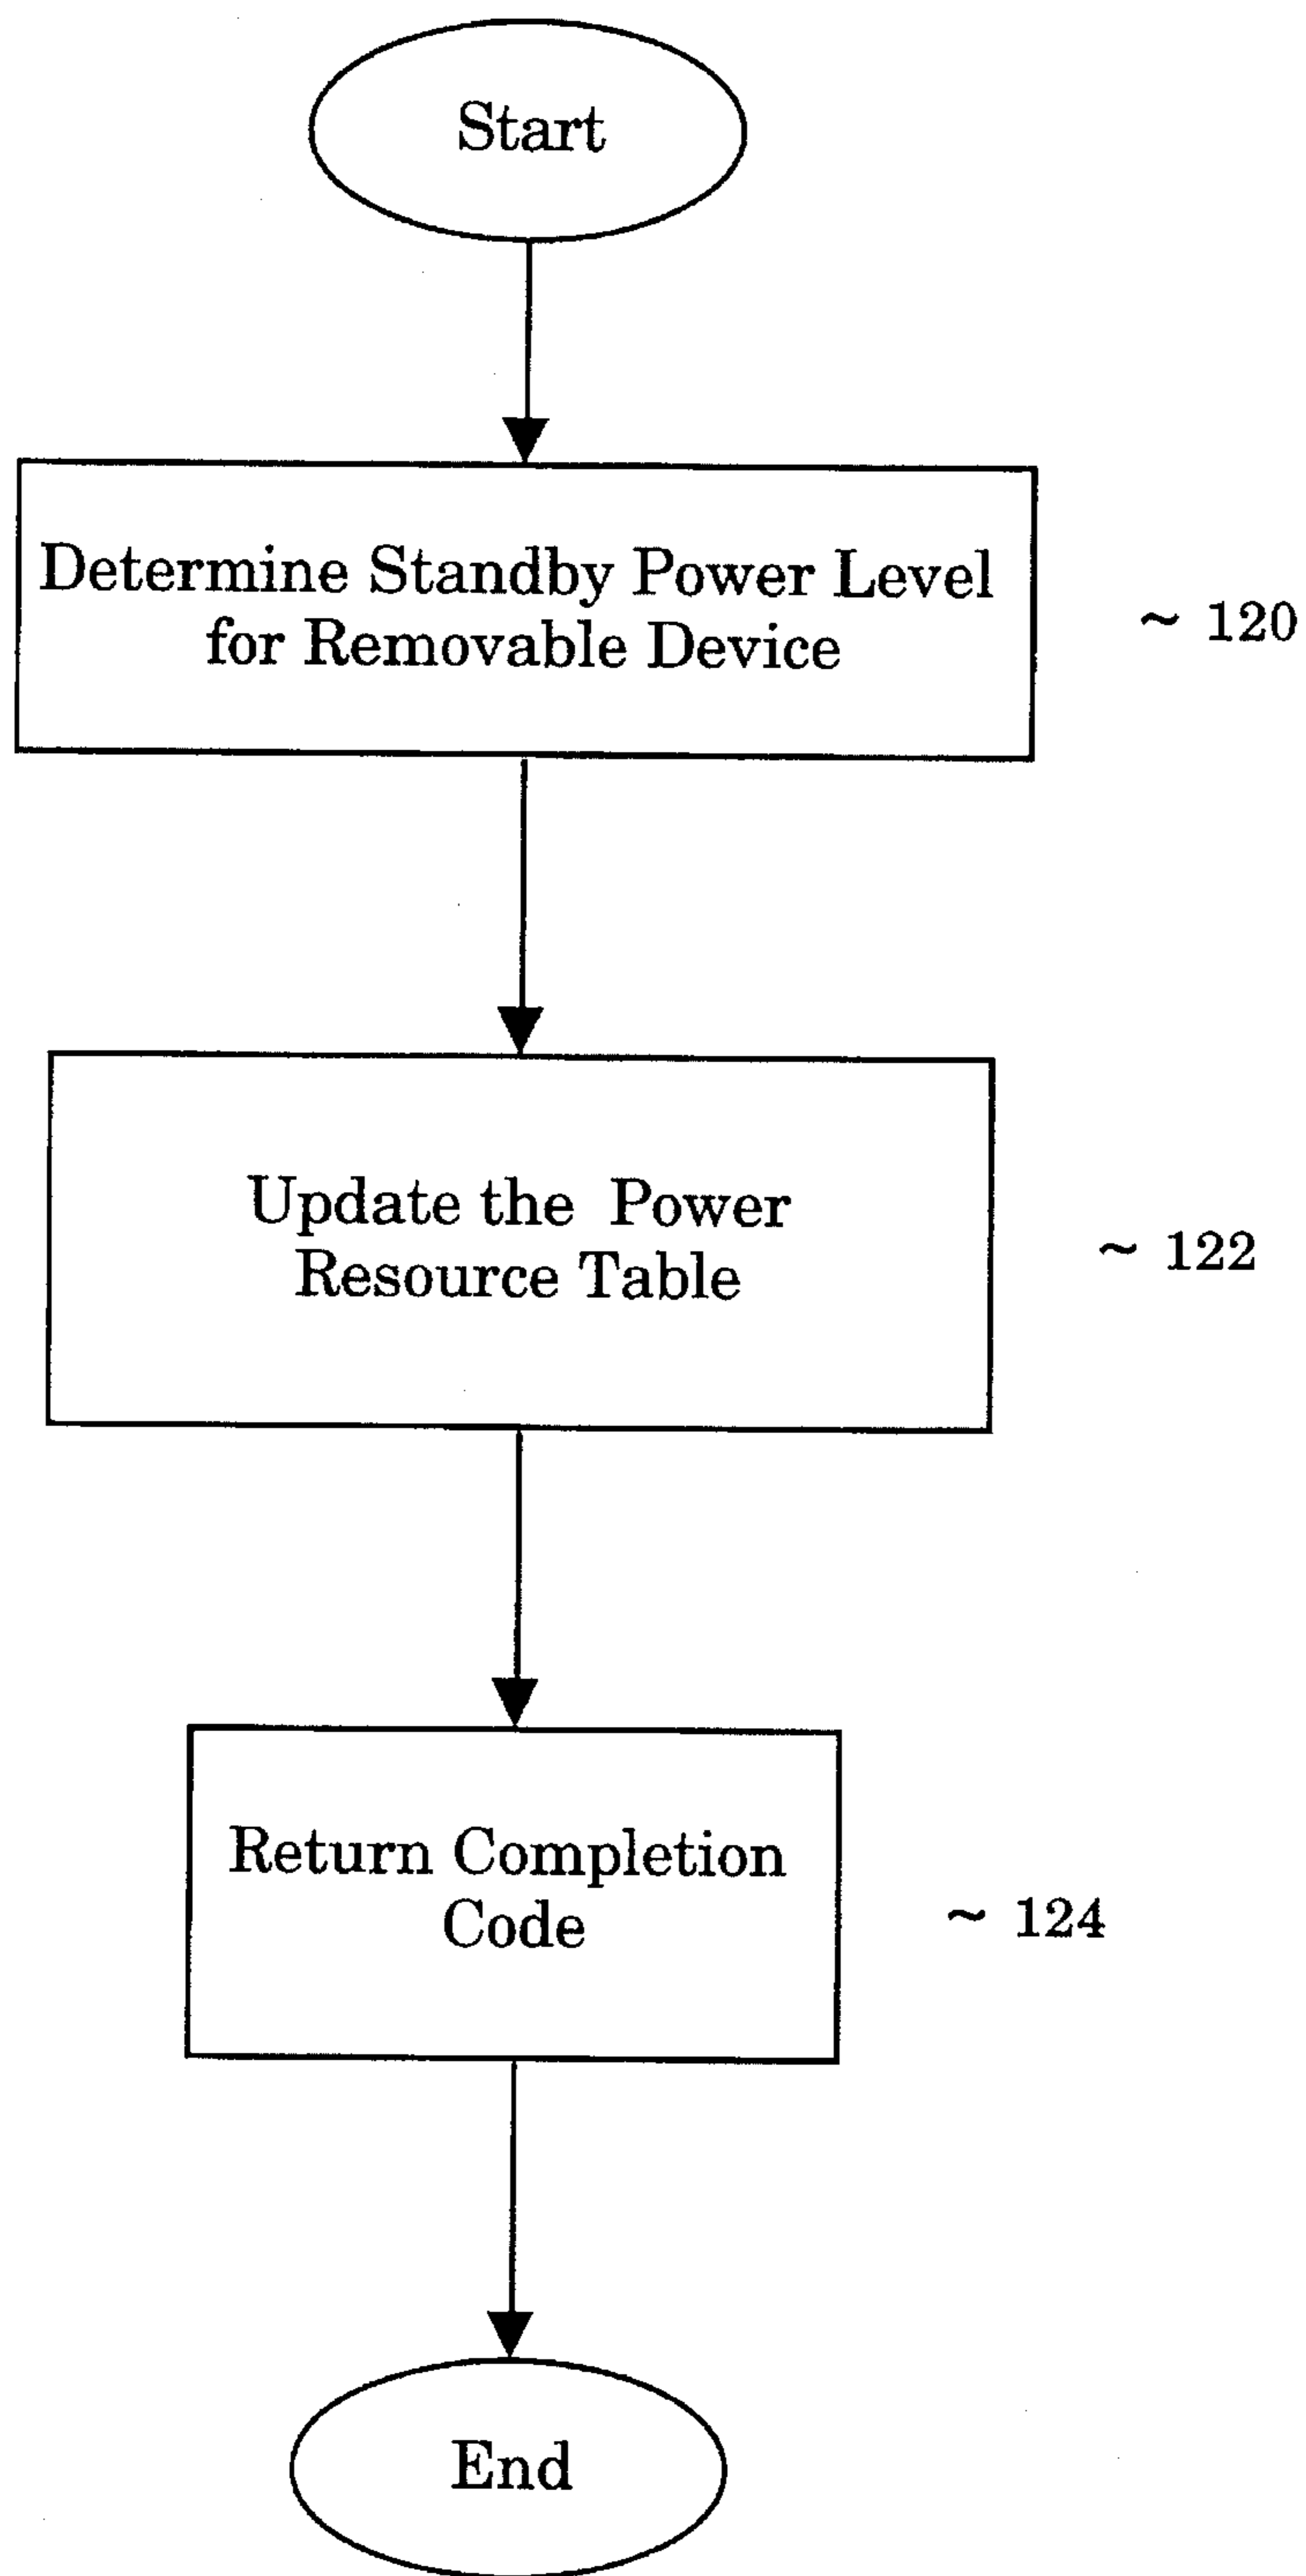 Start
Determine Standby Power Level
for Removable Device
~ 120
Update the Power
Resource Table
~ 122
Return Completion
Code
~ 124
End